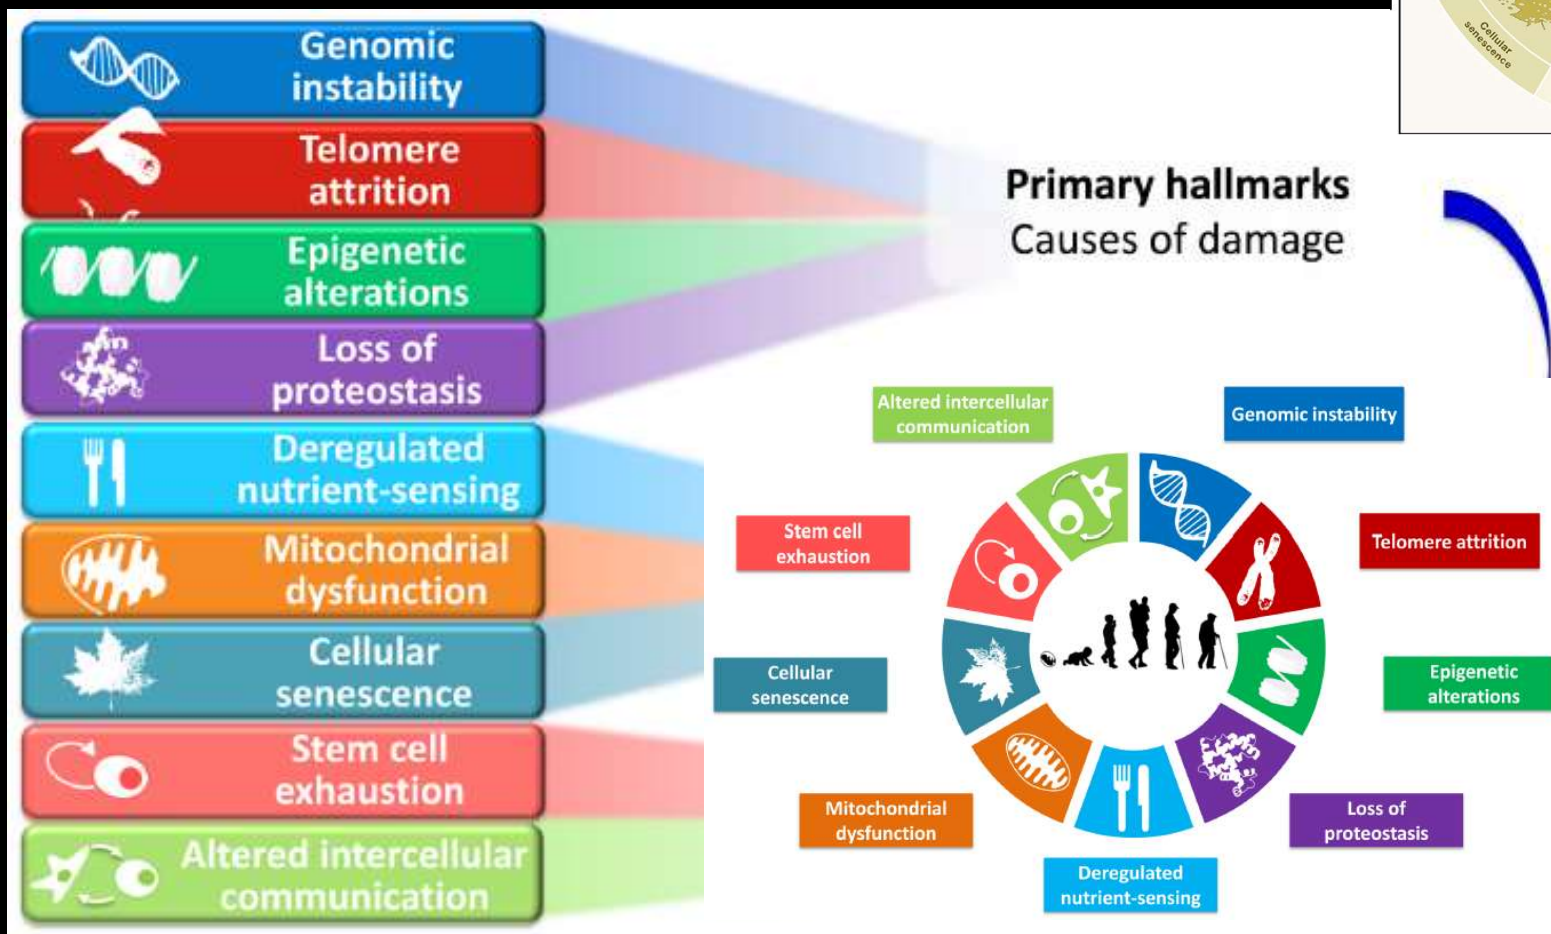 Genomic
instability
Telomere
attrition
Epigenetic
alterations
Loss of
proteostasis
Deregulated
nutrient-sensing
Mitochondrial
dysfunction
Cellular
senescence
Stem cell
exhaustion
Altered intercellular
communication
Primary hallmarks
Causes of damage
Cellular
senescence
Altered intercellular
communication
Genomic instability
Stem cell
exhaustion
Telomere attrition
Cellular
senescence
Epigenetic
alterations
Mitochondrial
dysfunction
Loss of
proteostasis
Deregulated
nutrient-sensing